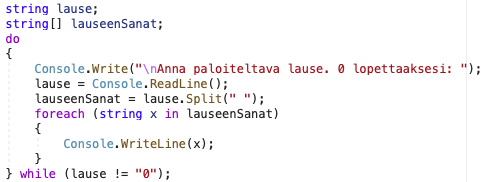 string lause;
string[] lauseenSanat;
do
{
    Console.Write("\nAnna paloiteltava lause. 0 lopettaaksesi: ");
    lause = Console.ReadLine();
    lauseenSanat = lause.Split(" ");
    foreach (string x in lauseenSanat)
    {
        Console.WriteLine(x);
    }
} while (lause != "0");